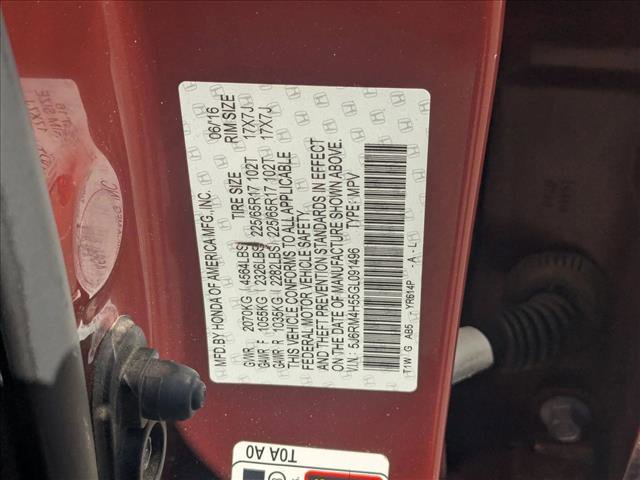 MFD BY HONDA OF AMERICA MFG., INC. 06/16
TIRE SIZE RIM SIZE
GVWR 2070KG (4564LBS)
GAWR F 1055KG (2326LBS) 225/65R17 102T 17X7J
GAWR R 1035KG (2282LBS) 225/65R17 102T 17X7J
THIS VEHICLE CONFORMS TO ALL APPLICABLE
FEDERAL MOTOR VEHICLE SAFETY
AND THEFT PREVENTION STANDARDS IN EFFECT
ON THE DATE OF MANUFACTURE SHOWN ABOVE.
V.I.N.: 5J6RM4H55GL091496 TYPE: MPV
T1W G AB5 YR614P - A - L
T0A A0